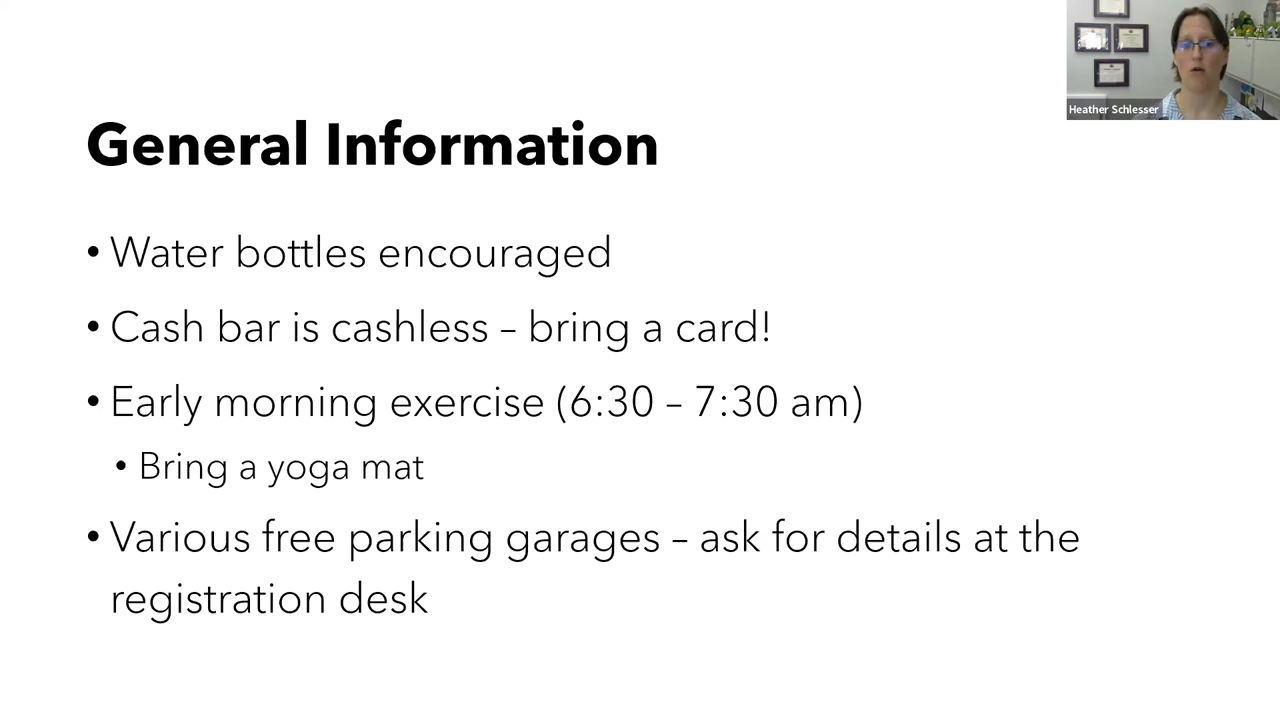 Heather Schlesser
General Information
• Water bottles encouraged
• Cash bar is cashless – bring a card!
• Early morning exercise (6:30 – 7:30 am)
• Bring a yoga mat
• Various free parking garages – ask for details at the
registration desk